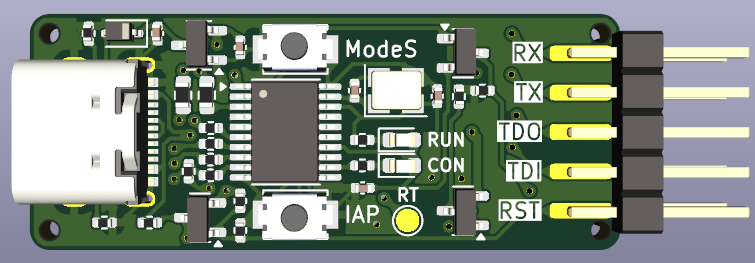 ModeS
RX
TX
TDO
RUN
CON
TDI
RT
IAP
RST